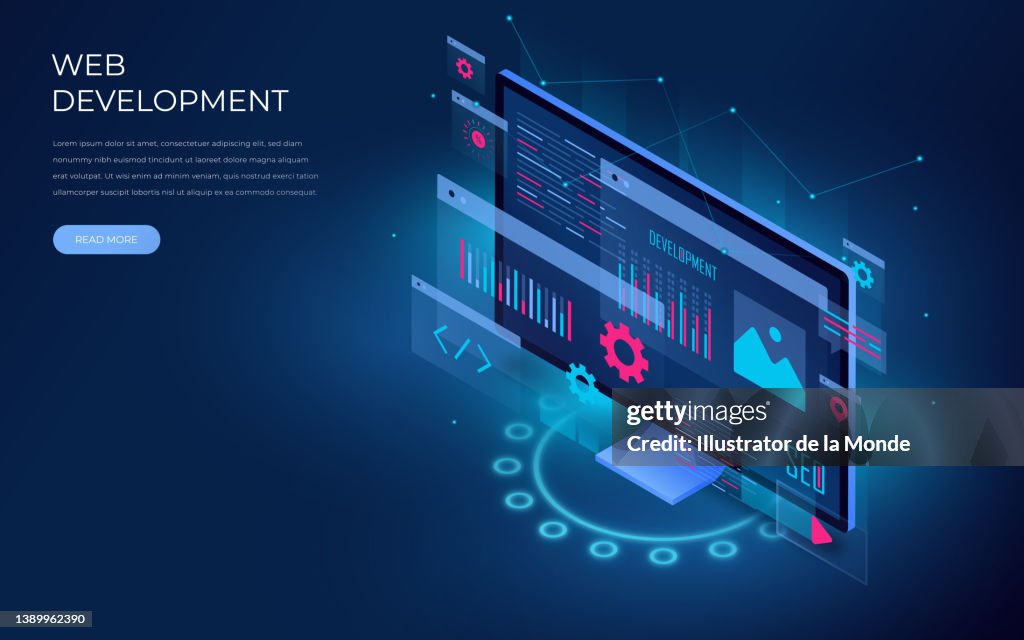 WEB
DEVELOPMENT
Lorem ipsum dolor sit amet, consectetuer adipiscing elit, sed diam
nonummy nibh euismod tincidunt ut laoreet dolore magna aliquam
erat volutpat. Ut wisi enim ad minim veniam, quis nostrud exerci tation
ullamcorper suscipit lobortis nisl ut aliquip ex ea commodo consequat.
READ MORE
DEVELOPMENT
</>
gettyimages®
Credit: Illustrator de la Monde
SEO
1389962390